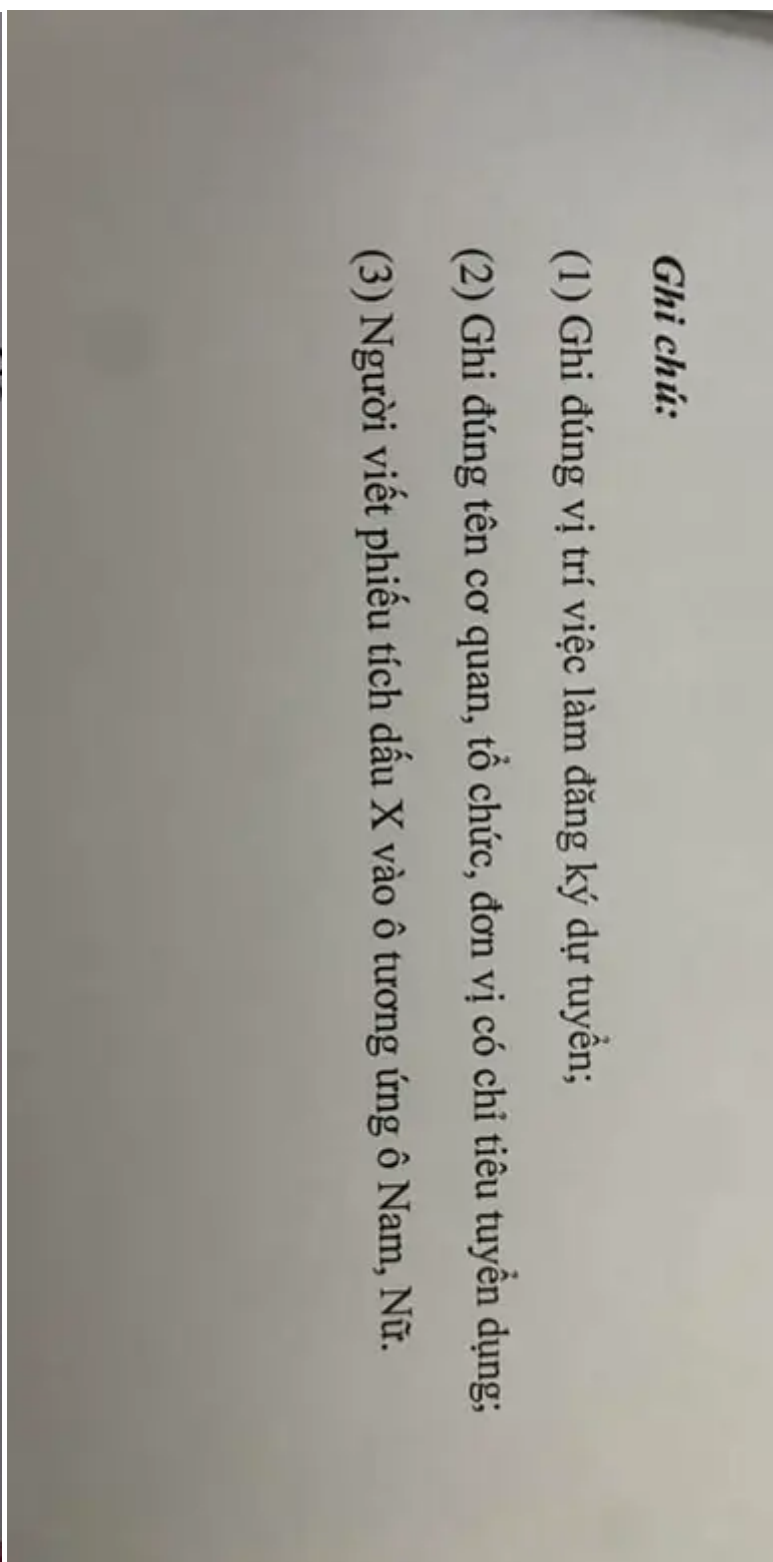 Ghi chú:
(1) Ghi đúng vị trí việc làm đăng ký dự tuyển;
(2) Ghi đúng tên cơ quan, tổ chức, đơn vị có chỉ tiêu tuyển dụng;
(3) Người viết phiếu tích dấu X vào ô tương ứng ô Nam, Nữ.